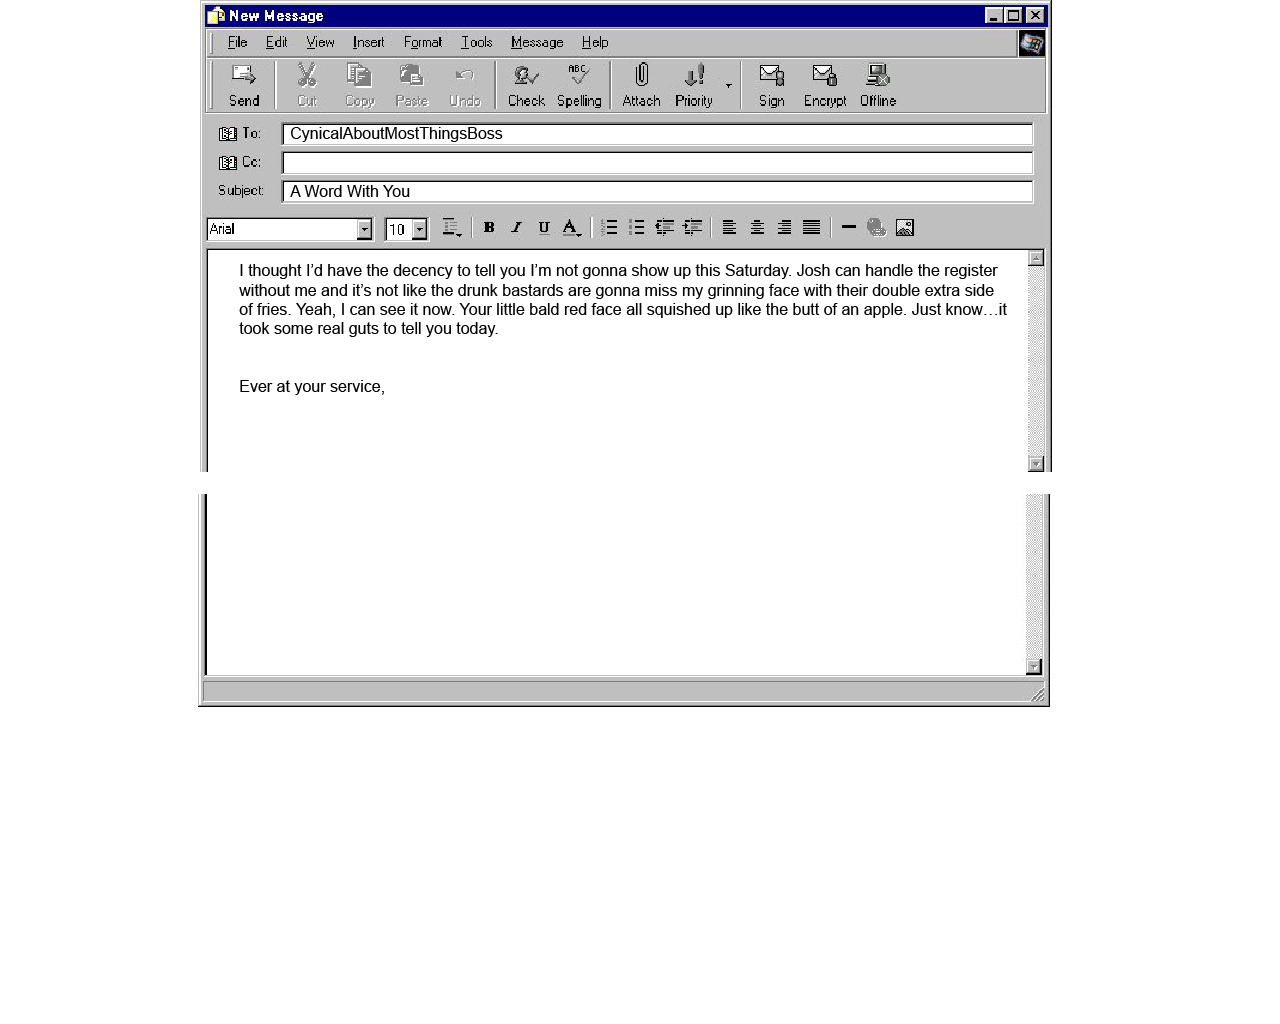 New Message
File Edit View Insert Format Tools Message Help
Send Cut Copy Paste Undo Check ABC Spelling Attach Priority Sign Encrypt Offline
To: CynicalAboutMostThingsBoss
Cc:
Subject: A Word With You
Arial 10 B I U A
I thought I’d have the decency to tell you I’m not gonna show up this Saturday. Josh can handle the register
without me and it’s not like the drunk bastards are gonna miss my grinning face with their double extra side
of fries. Yeah, I can see it now. Your little bald red face all squished up like the butt of an apple. Just know…it
took some real guts to tell you today.
Ever at your service,